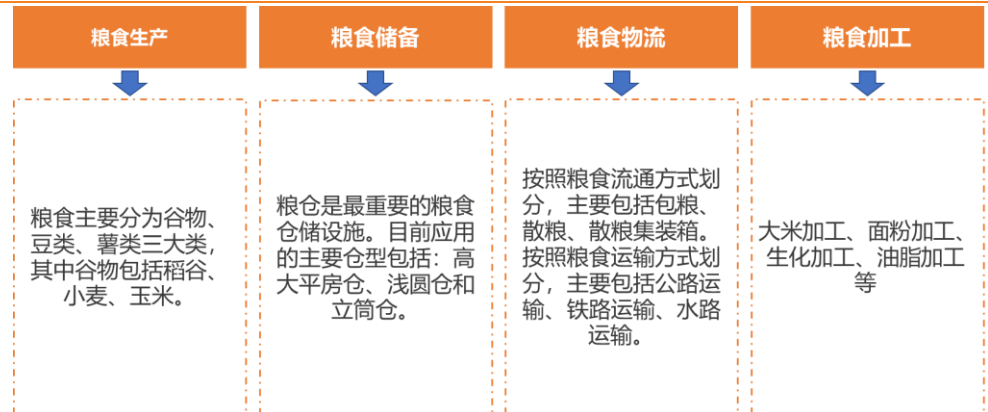 粮食生产
粮食储备
粮食物流
粮食加工
粮食主要分为谷物、
豆类、薯类三大类，
其中谷物包括稻谷、
小麦、玉米。
粮仓是最重要的粮食
仓储设施。目前应用
的主要仓型包括：高
大平房仓、浅圆仓和
立筒仓。
按照粮食流通方式划
分，主要包括包粮、
散粮、散粮集装箱。
按照粮食运输方式划
分，主要包括公路运
输、铁路运输、水路
运输。
大米加工、面粉加工、
生化加工、油脂加工
等